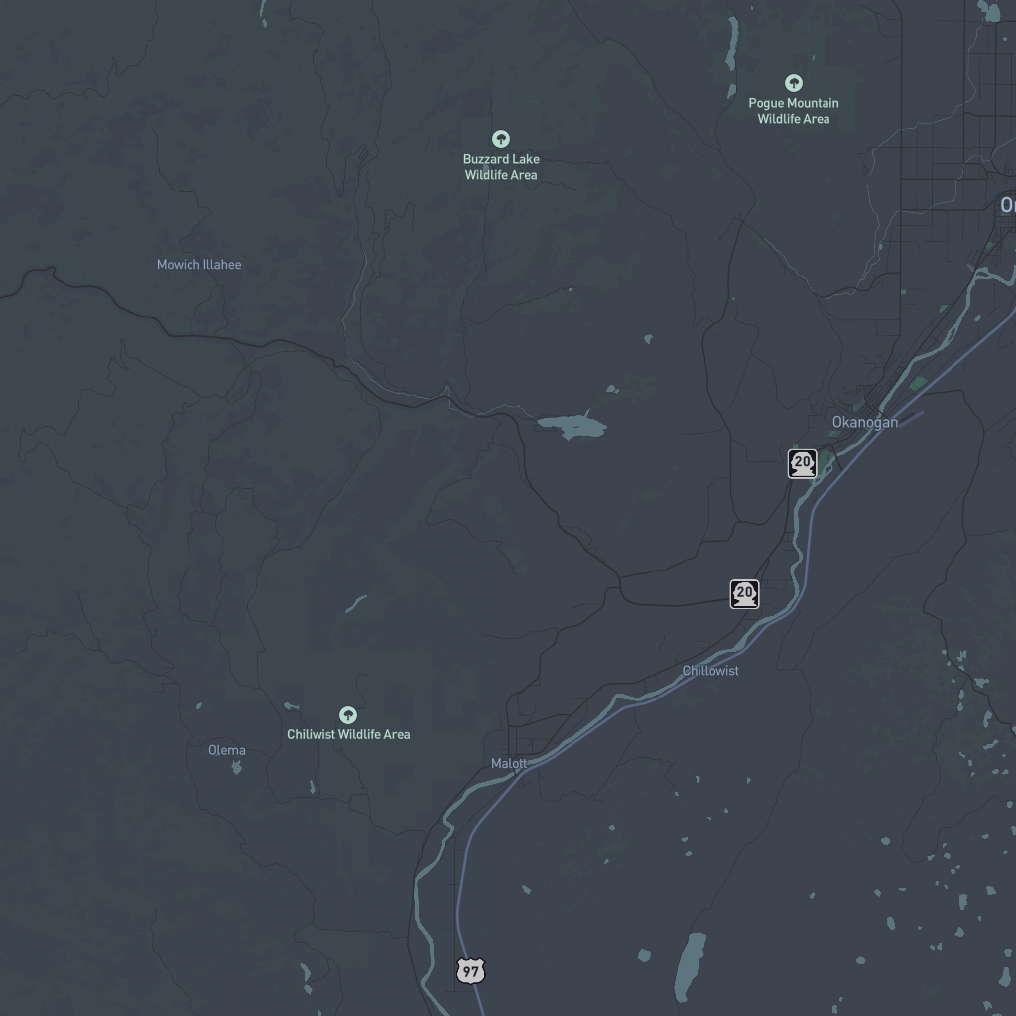 Pogue Mountain
Wildlife Area
Buzzard Lake
Wildlife Area
Mowich Illahee
Okanogan
20
20
Chillowist
Chiliwist Wildlife Area
Olema
Malott
97